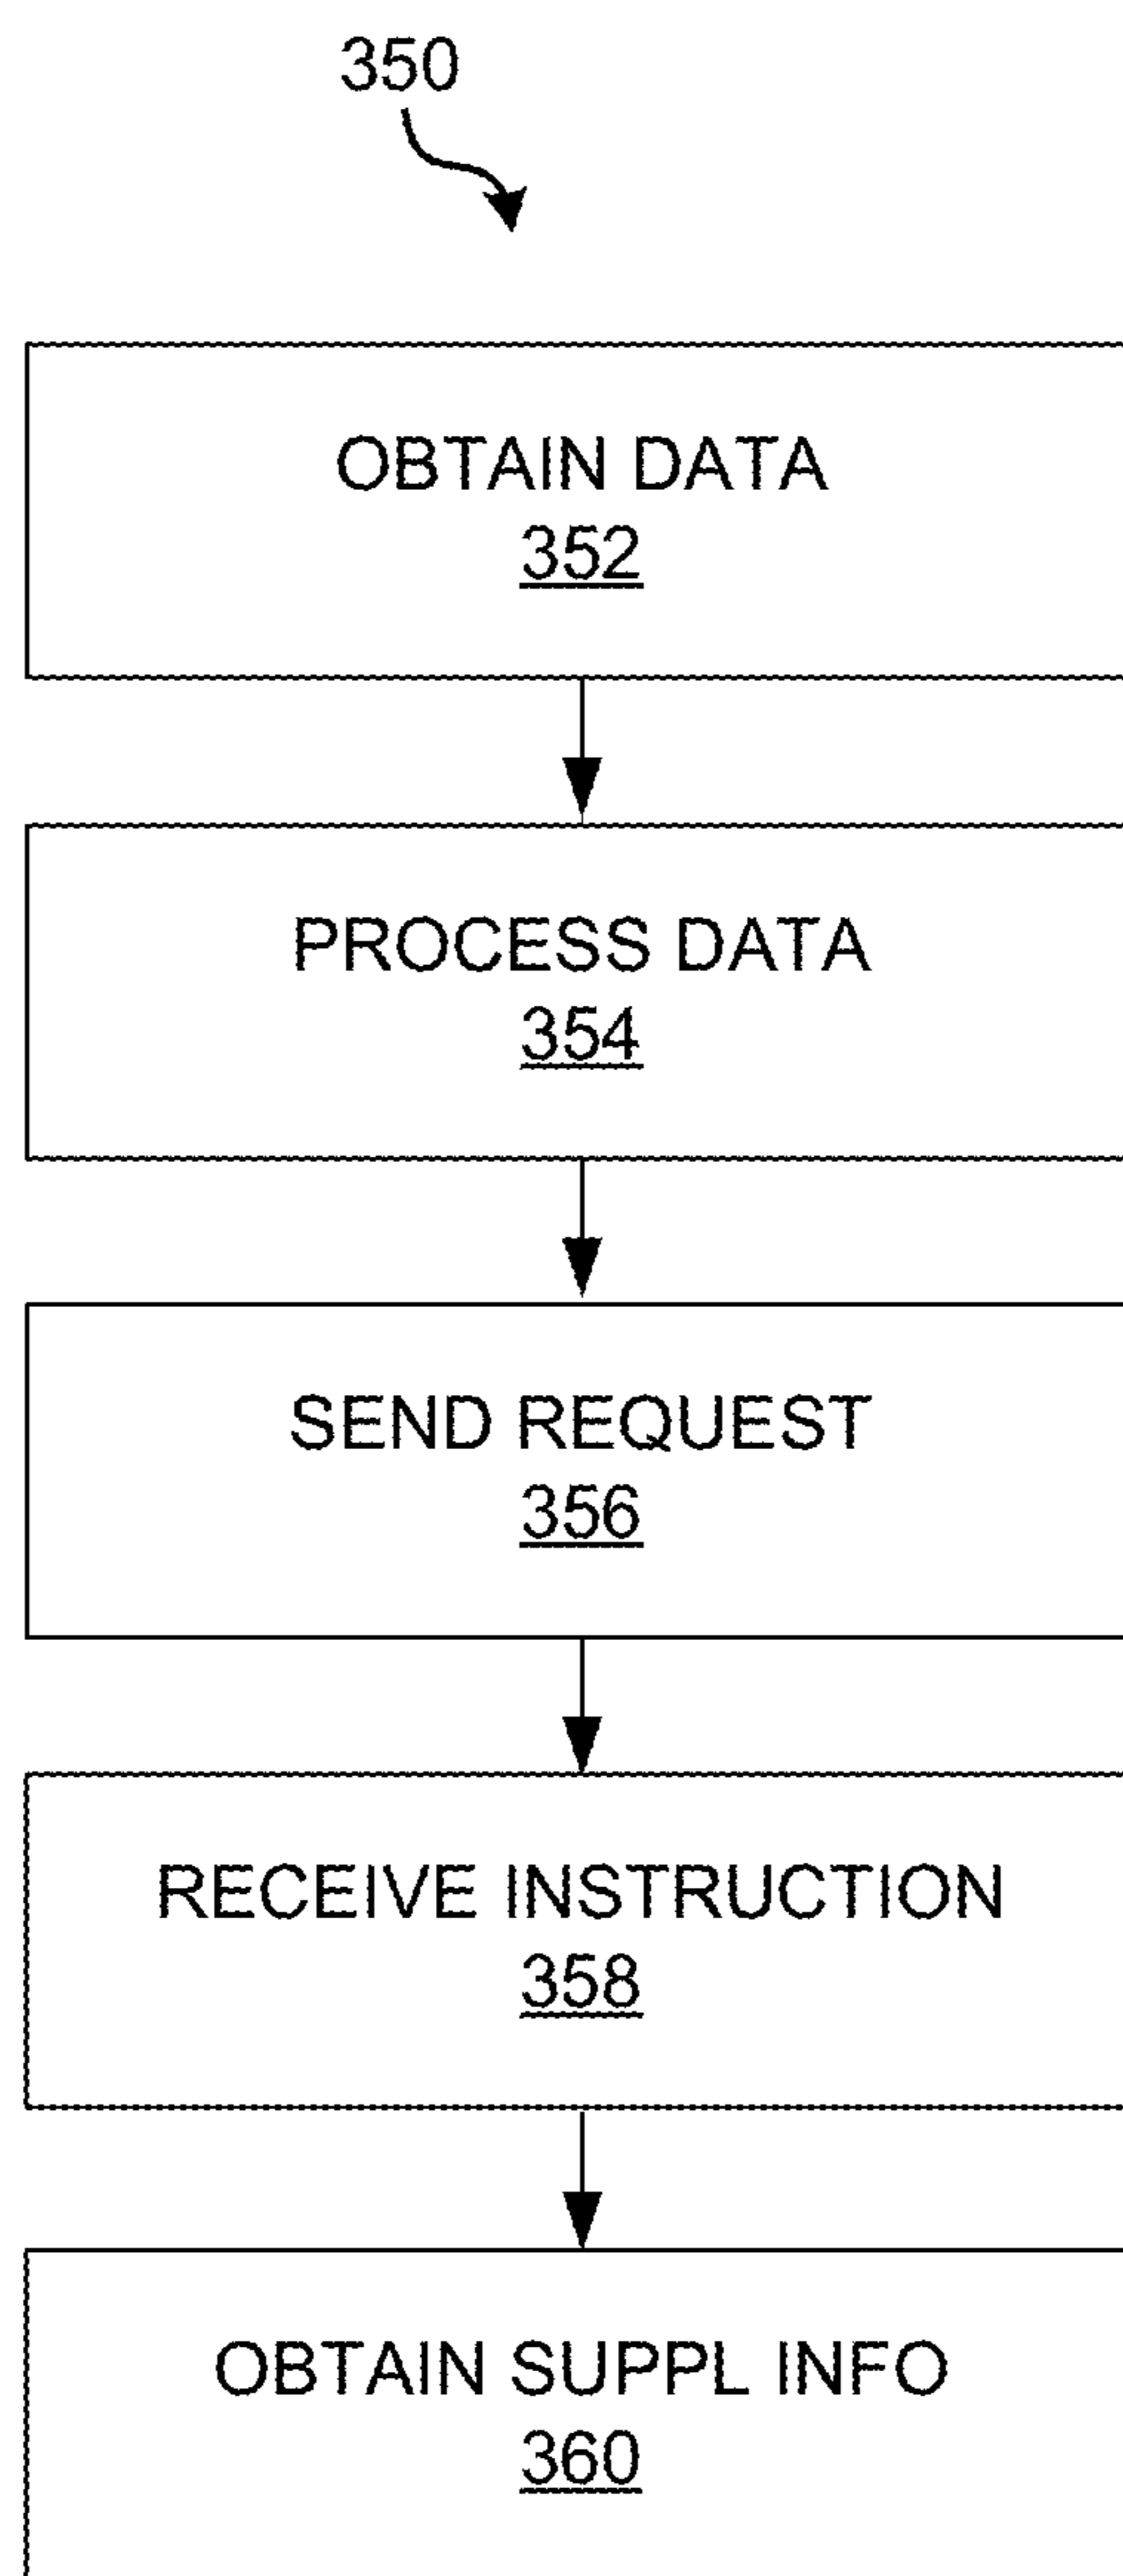 350
OBTAIN DATA
352
PROCESS DATA
354
SEND REQUEST
356
RECEIVE INSTRUCTION
358
OBTAIN SUPPL INFO
360